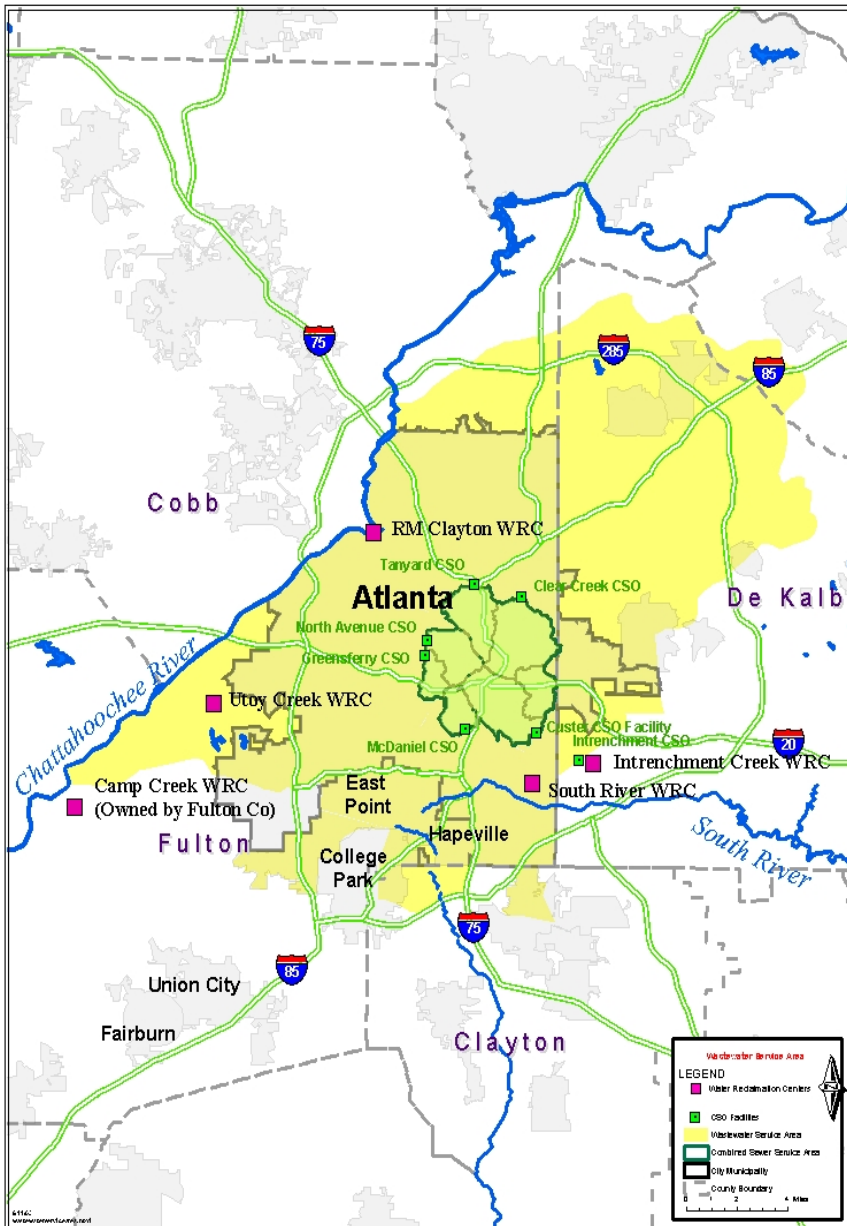 75
285
85
Cobb
RM Clayton WRC
Tanyard CSO
Clear Creek CSO
Atlanta
De Kalb
North Avenue CSO
Greensferry CSO
Chattahoochee River
Utoy Creek WRC
McDaniel CSO
Custer CSO Facility
Intrenchment CSO
20
Intrenchment Creek WRC
South River WRC
Camp Creek WRC
(Owned by Fulton Co)
East
Point
Fulton
Hapeville
South River
College
Park
75
85
Union City
Fairburn
Clayton
Wastewater Service Area
LEGEND
Water Reclamation Centers
CSO Facilities
Wastewater Service Area
Combined Sewer Service Area
City Municipality
County Boundary
0 2 4 Miles